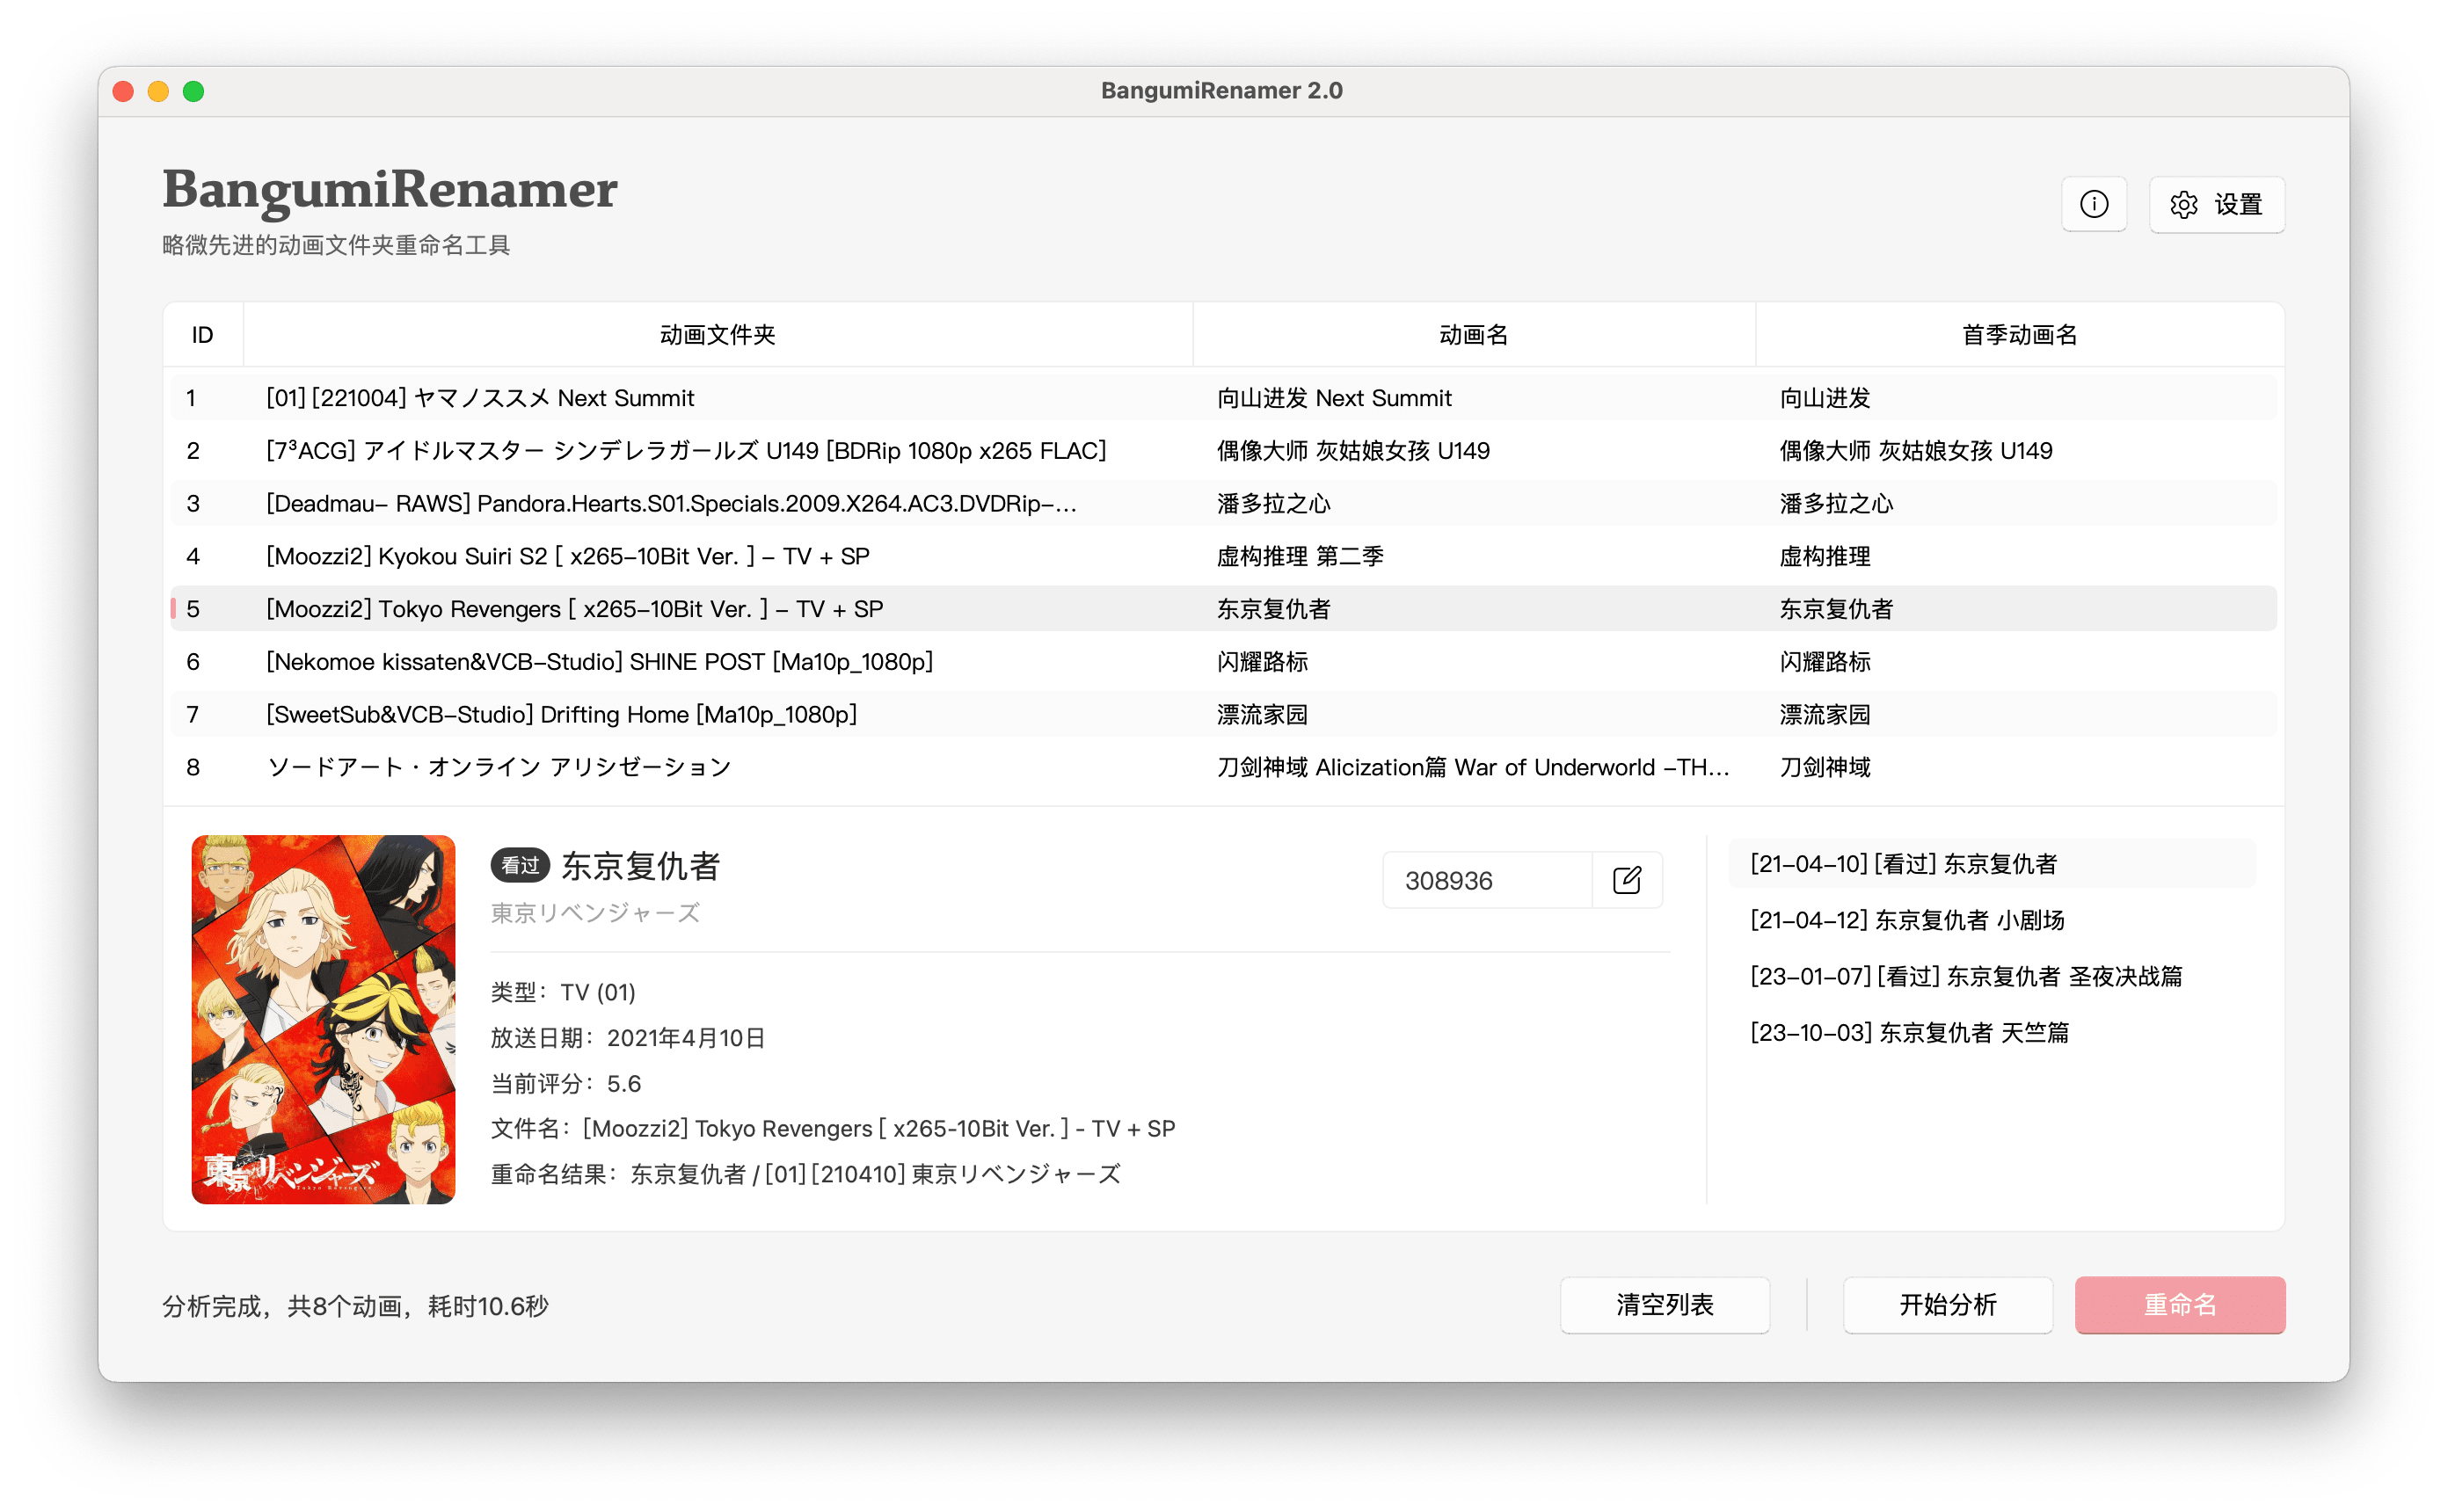 BangumiRenamer 2.0
BangumiRenamer
略微先进的动画文件夹重命名工具
设置
ID 动画文件夹 动画名 首季动画名
1 [01] [221004] ヤマノススメ Next Summit 向山进发 Next Summit 向山进发
2 [7³ACG] アイドルマスター シンデレラガールズ U149 [BDRip 1080p x265 FLAC] 偶像大师 灰姑娘女孩 U149 偶像大师 灰姑娘女孩 U149
3 [Deadmau- RAWS] Pandora.Hearts.S01.Specials.2009.X264.AC3.DVDRip-... 潘多拉之心 潘多拉之心
4 [Moozzi2] Kyokou Suiri S2 [ x265-10Bit Ver. ] - TV + SP 虚构推理 第二季 虚构推理
5 [Moozzi2] Tokyo Revengers [ x265-10Bit Ver. ] - TV + SP 东京复仇者 东京复仇者
6 [Nekomoe kissaten&VCB-Studio] SHINE POST [Ma10p_1080p] 闪耀路标 闪耀路标
7 [SweetSub&VCB-Studio] Drifting Home [Ma10p_1080p] 漂流家园 漂流家园
8 ソードアート・オンライン アリシゼーション 刀剑神域 Alicization篇 War of Underworld -TH... 刀剑神域
東京リベンジャーズ
Tokyo Revengers
看过 东京复仇者
東京リベンジャーズ
308936
类型：TV (01)
放送日期：2021年4月10日
当前评分：5.6
文件名：[Moozzi2] Tokyo Revengers [ x265-10Bit Ver. ] - TV + SP
重命名结果：东京复仇者 / [01] [210410] 東京リベンジャーズ
[21-04-10] [看过] 东京复仇者
[21-04-12] 东京复仇者 小剧场
[23-01-07] [看过] 东京复仇者 圣夜决战篇
[23-10-03] 东京复仇者 天竺篇
分析完成，共8个动画，耗时10.6秒
清空列表
开始分析
重命名